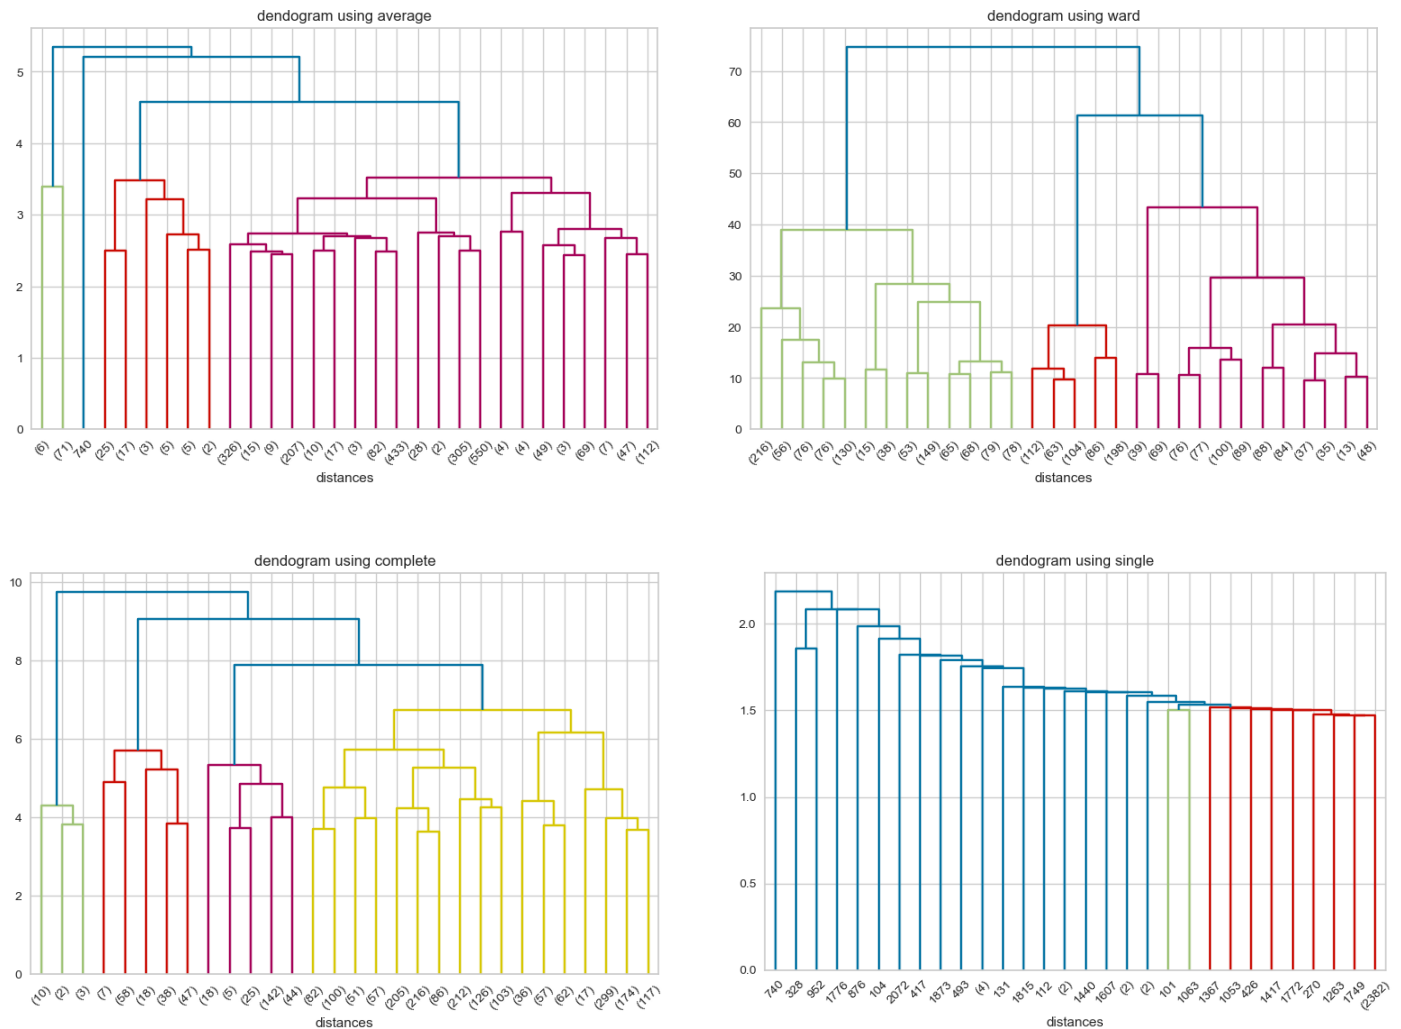 dendogram using average
5
4
3
2
1
0
(6) (71) 740 (25) (17) (3) (5) (5) (2) (326) (15) (9) (207) (10) (17) (3) (82) (433) (28) (2) (305) (550) (4) (4) (49) (3) (69) (7) (47) (112)
distances
dendogram using ward
70
60
50
40
30
20
10
0
(216) (56) (76) (76) (130) (15) (38) (53) (149) (65) (68) (79) (78) (112) (63) (104) (86) (198) (39) (69) (76) (77) (100) (89) (88) (84) (37) (35) (13) (48)
distances
dendogram using complete
10
8
6
4
2
0
(10) (2) (3) (7) (58) (18) (38) (47) (18) (5) (25) (142) (44) (82) (100) (51) (57) (205) (216) (86) (212) (126) (103) (36) (57) (62) (17) (299) (174) (117)
distances
dendogram using single
2.0
1.5
1.0
0.5
0.0
740 328 952 1776 876 104 2072 417 1873 493 (4) 131 1815 112 (2) 1440 1607 (2) (2) 101 1063 1367 1053 426 1417 1772 270 1263 1749 (2382)
distances